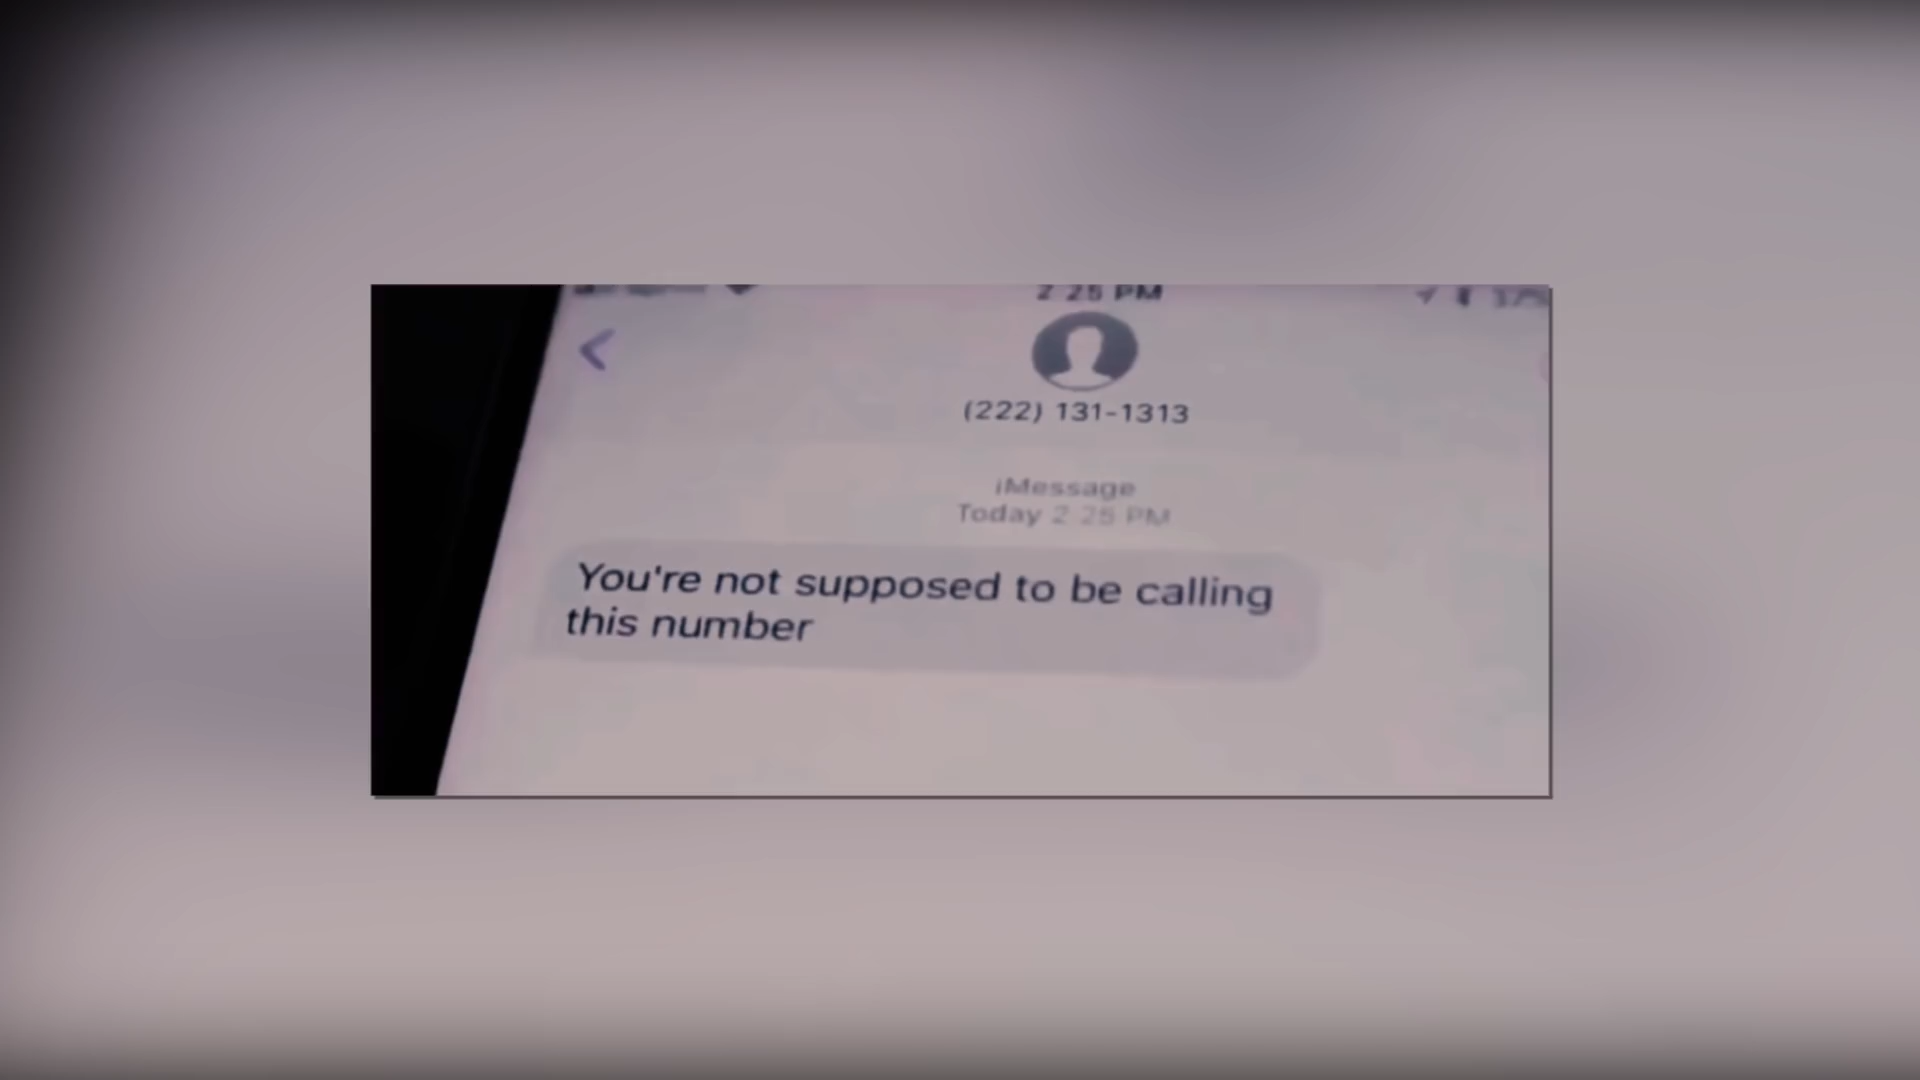 2 25 PM
(222) 131-1313
iMessage
Today 2 25 PM
You're not supposed to be calling
this number